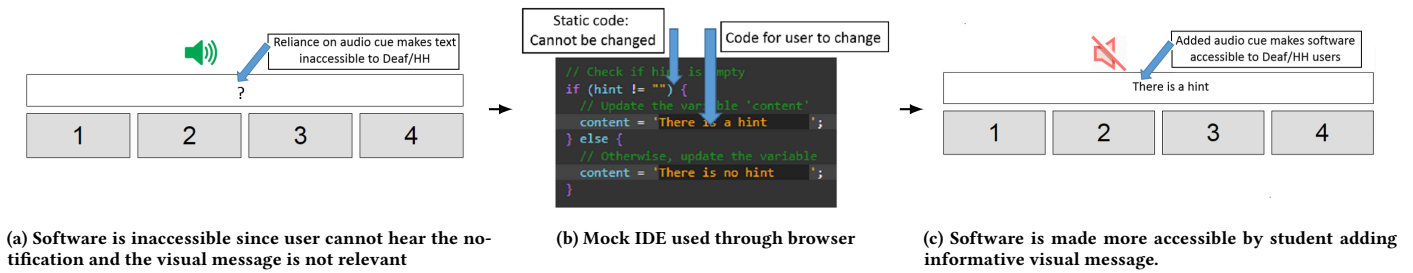 Reliance on audio cue makes text
inaccessible to Deaf/HH
?
1 2 3 4
(a) Software is inaccessible since user cannot hear the no-
tification and the visual message is not relevant
Static code:
Cannot be changed
Code for user to change
// Check if hint is empty
if (hint != "") {
// Update the variable 'content'
content = 'There is a hint ';
} else {
// Otherwise, update the variable
content = 'There is no hint ';
}
(b) Mock IDE used through browser
Added audio cue makes software
accessible to Deaf/HH users
There is a hint
1 2 3 4
(c) Software is made more accessible by student adding
informative visual message.